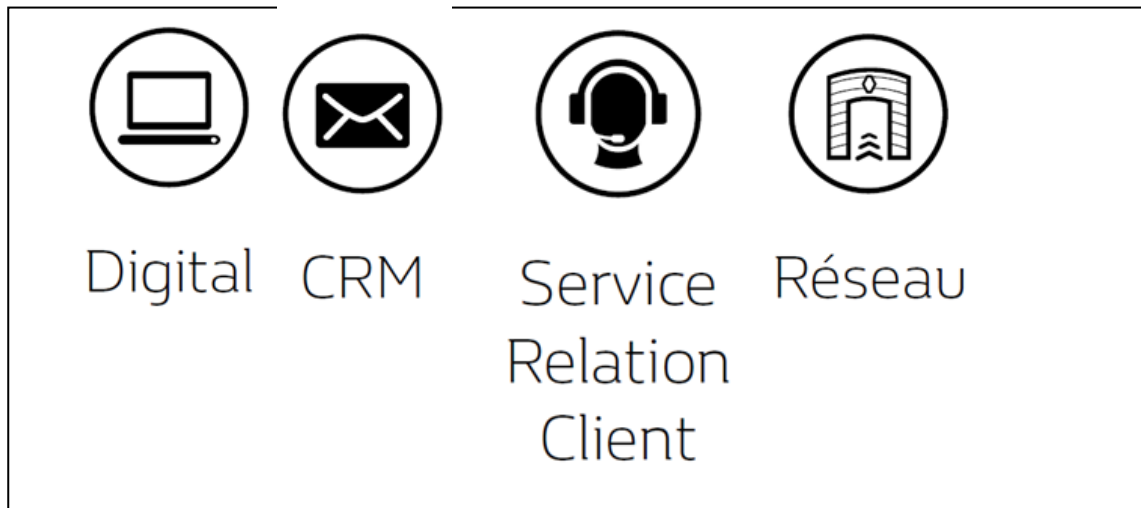 Digital
CRM
Service
Relation
Client
Réseau